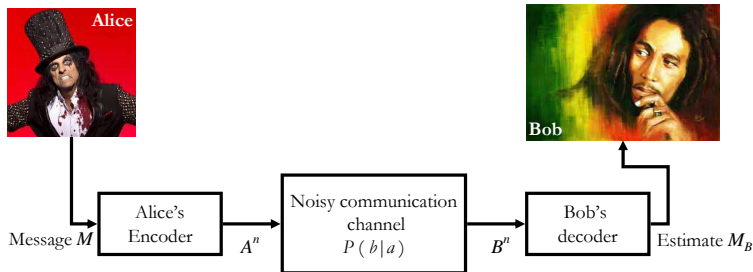 Alice
Bob
Message M
Alice's
Encoder
Aⁿ
Noisy communication
channel
P ( b | a )
Bⁿ
Bob's
decoder
Estimate M_B